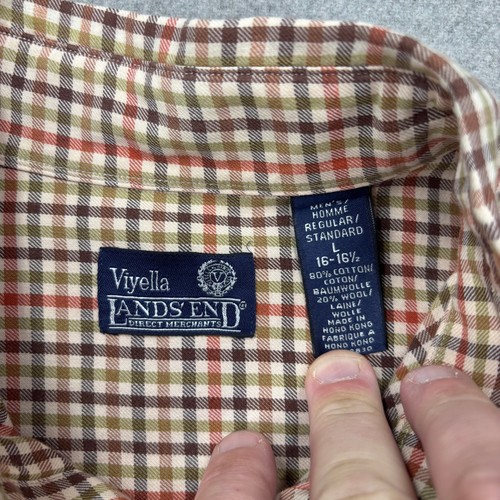 Viyella
LANDS' END®
DIRECT MERCHANTS
MEN'S/
HOMME
REGULAR/
STANDARD
L
16-16½
80% COTTON/
COTON/
BAUMWOLLE
20% WOOL/
LAINE/
WOLLE
MADE IN
HONG KONG
FABRIQUE A
HONG KONG